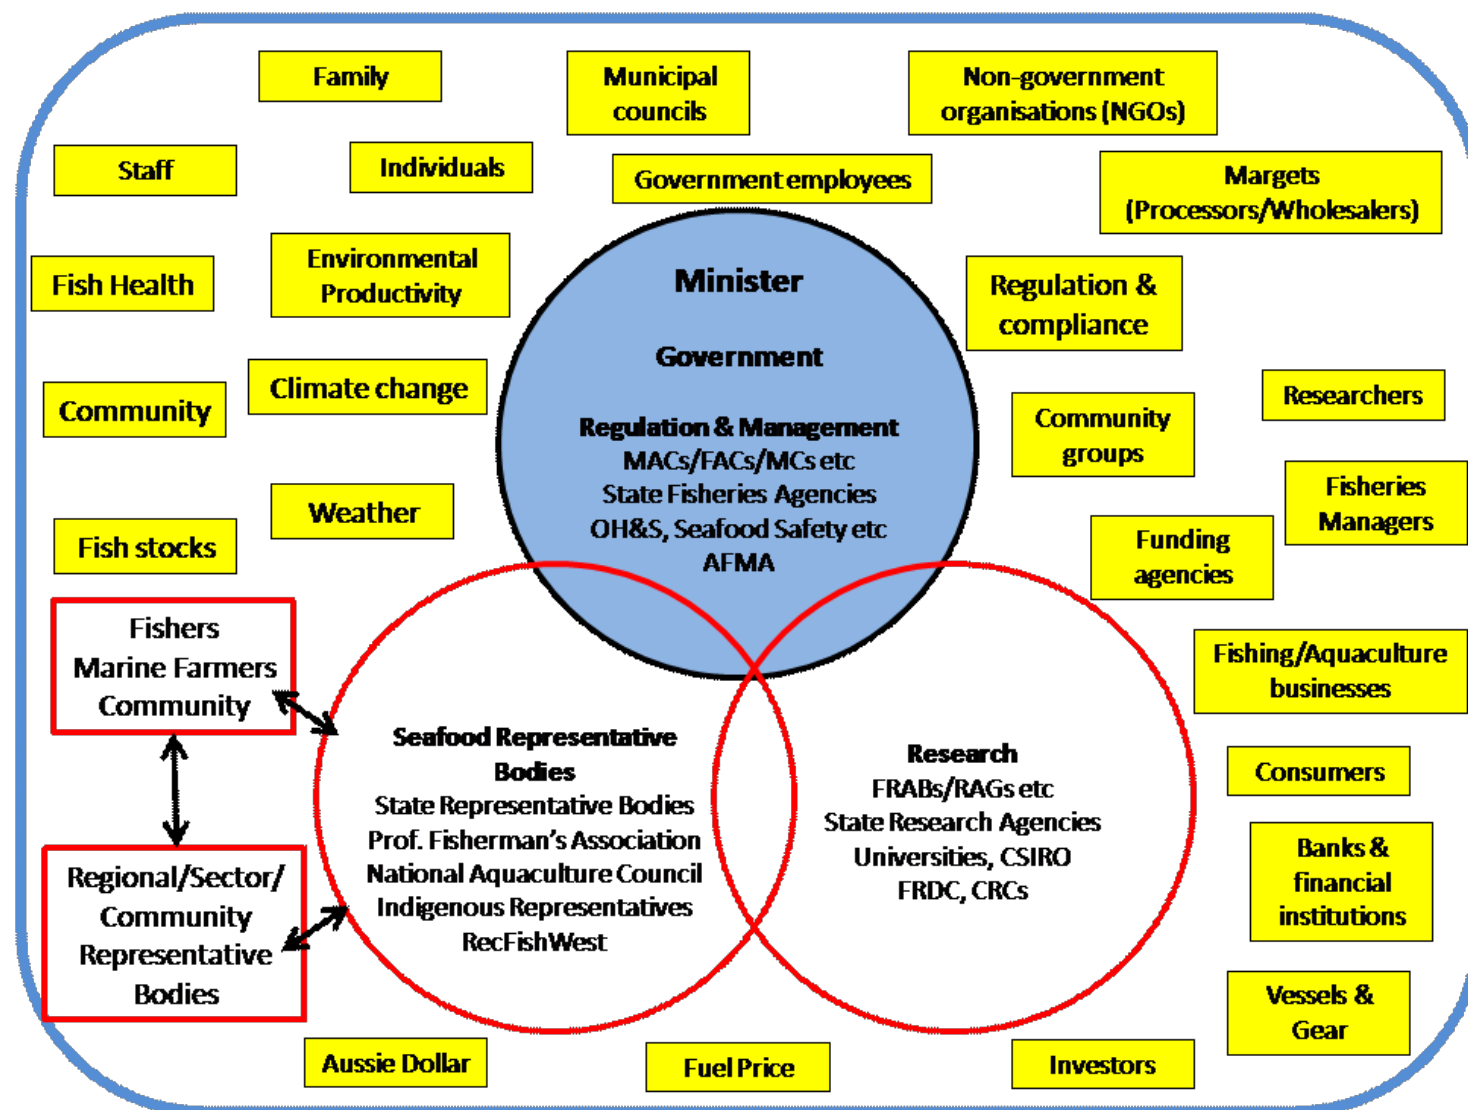 Family
Municipal
councils
Non-government
organisations (NGOs)
Staff
Individuals
Government employees
Margets
(Processors/Wholesalers)
Fish Health
Environmental
Productivity
Minister
Government
Regulation & Management
MACs/FACs/MCs etc
State Fisheries Agencies
OH&S, Seafood Safety etc
AFMA
Regulation &
compliance
Community
Climate change
Community
groups
Researchers
Fish stocks
Weather
Funding
agencies
Fisheries
Managers
Fishers
Marine Farmers
Community
Fishing/Aquaculture
businesses
Seafood Representative
Bodies
State Representative Bodies
Prof. Fisherman's Association
National Aquaculture Council
Indigenous Representatives
RecFishWest
Research
FRABs/RAGs etc
State Research Agencies
Universities, CSIRO
FRDC, CRCs
Consumers
Regional/Sector/
Community
Representative
Bodies
Banks &
financial
institutions
Vessels &
Gear
Aussie Dollar
Fuel Price
Investors